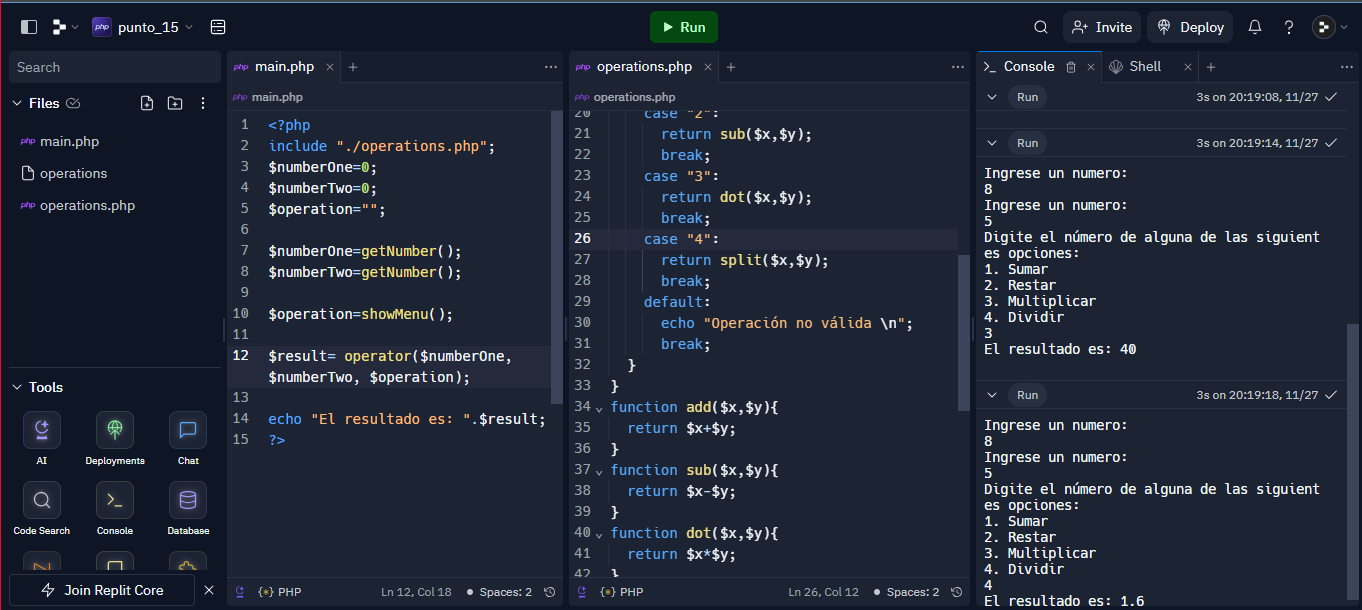 punto_15
Run
Invite
Deploy
Search
Files
main.php
operations
operations.php
Tools
AI
Deployments
Chat
Code Search
Console
Database
Join Replit Core
php main.php
php main.php
1 <?php
2 include "./operations.php";
3 $numberOne=0;
4 $numberTwo=0;
5 $operation="";
6
7 $numberOne=getNumber();
8 $numberTwo=getNumber();
9
10 $operation=showMenu();
11
12 $result= operator($numberOne,
$numberTwo, $operation);
13
14 echo "El resultado es: ".$result;
15 ?>
PHP
Ln 12, Col 18
Spaces: 2
php operations.php
php operations.php
20 case "2":
21 return sub($x,$y);
22 break;
23 case "3":
24 return dot($x,$y);
25 break;
26 case "4":
27 return split($x,$y);
28 break;
29 default:
30 echo "Operación no válida \n";
31 break;
32 }
33 }
34 function add($x,$y){
35 return $x+$y;
36 }
37 function sub($x,$y){
38 return $x-$y;
39 }
40 function dot($x,$y){
41 return $x*$y;
42 }
PHP
Ln 26, Col 12
Spaces: 2
Console
Shell
Run 3s on 20:19:08, 11/27
Run 3s on 20:19:14, 11/27
Ingrese un numero:
8
Ingrese un numero:
5
Digite el número de alguna de las siguient
es opciones:
1. Sumar
2. Restar
3. Multiplicar
4. Dividir
3
El resultado es: 40
Run 3s on 20:19:18, 11/27
Ingrese un numero:
8
Ingrese un numero:
5
Digite el número de alguna de las siguient
es opciones:
1. Sumar
2. Restar
3. Multiplicar
4. Dividir
4
El resultado es: 1.6